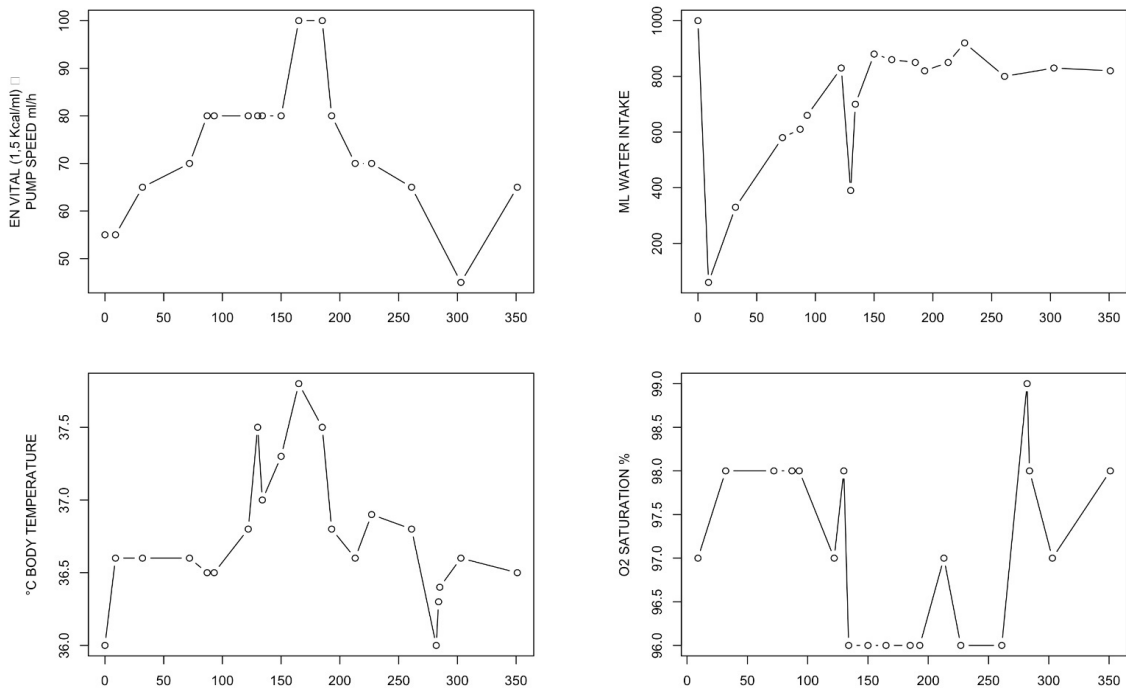 EN VITAL (1,5 Kcal/ml) □
PUMP SPEED ml/h
100
90
80
70
60
50
0 50 100 150 200 250 300 350
ML WATER INTAKE
1000
800
600
400
200
0 50 100 150 200 250 300 350
°C BODY TEMPERATURE
37.5
37.0
36.5
36.0
0 50 100 150 200 250 300 350
O2 SATURATION %
99.0
98.5
98.0
97.5
97.0
96.5
96.0
0 50 100 150 200 250 300 350